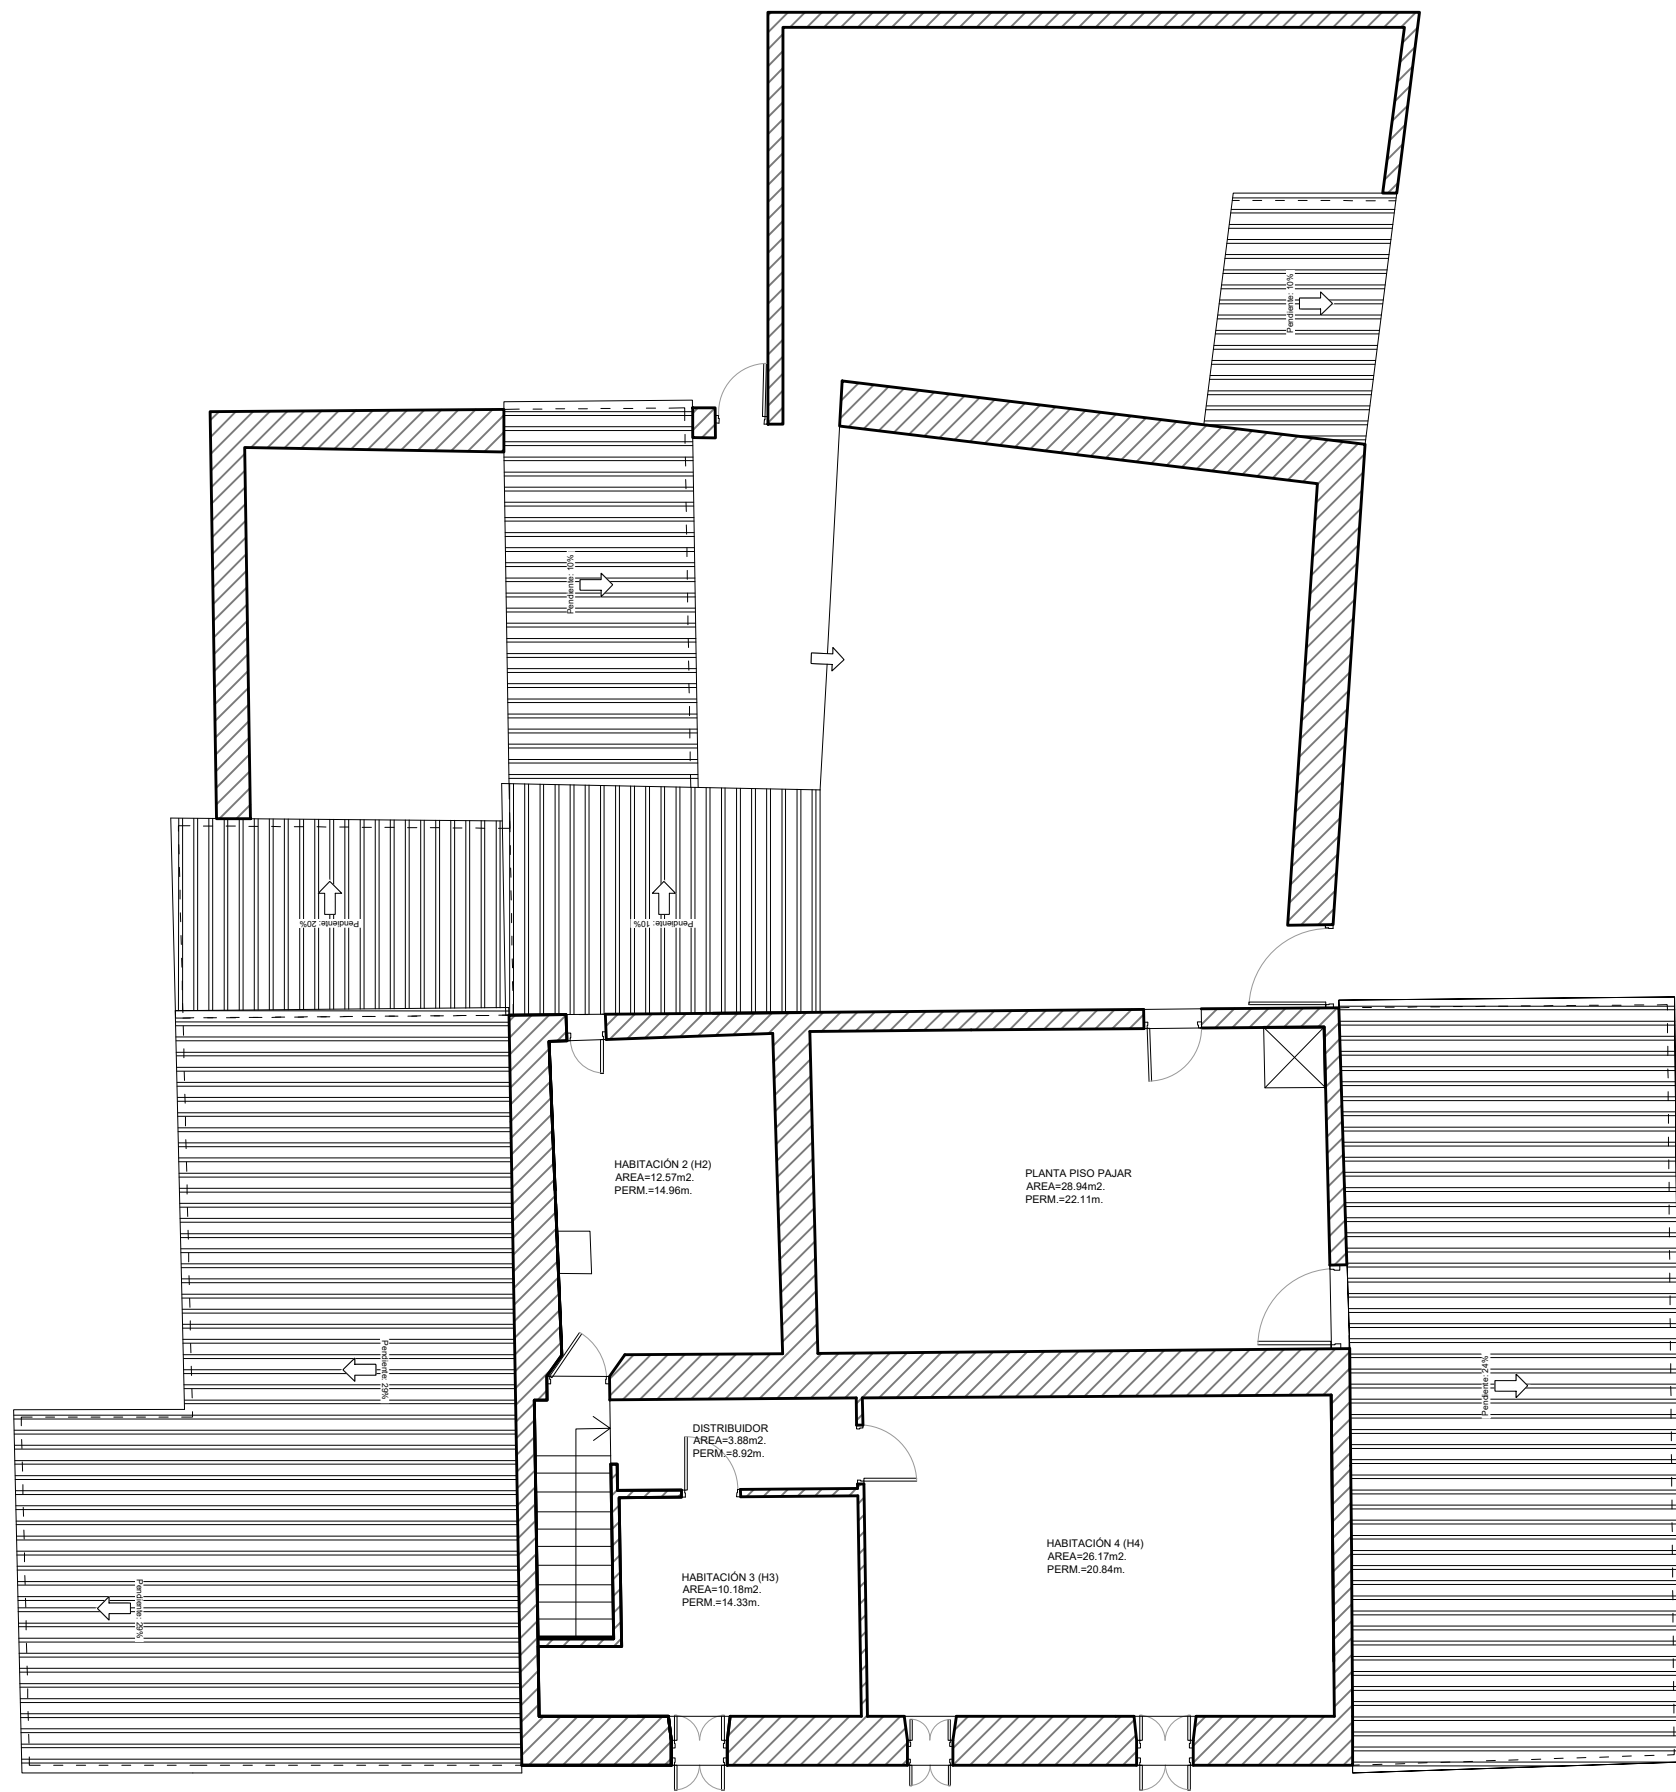 Pendiente: 10%
Pendiente: 10%
Pendiente: 20%
Pendiente: 10%
HABITACIÓN 2 (H2)
AREA=12.57m2.
PERM.=14.96m.
PLANTA PISO PAJAR
AREA=28.94m2.
PERM.=22.11m.
Pendiente: 29%
Pendiente: 24%
DISTRIBUIDOR
AREA=3.88m2.
PERM.=8.92m.
HABITACIÓN 4 (H4)
AREA=26.17m2.
PERM.=20.84m.
HABITACIÓN 3 (H3)
AREA=10.18m2.
PERM.=14.33m.
Pendiente: 29%